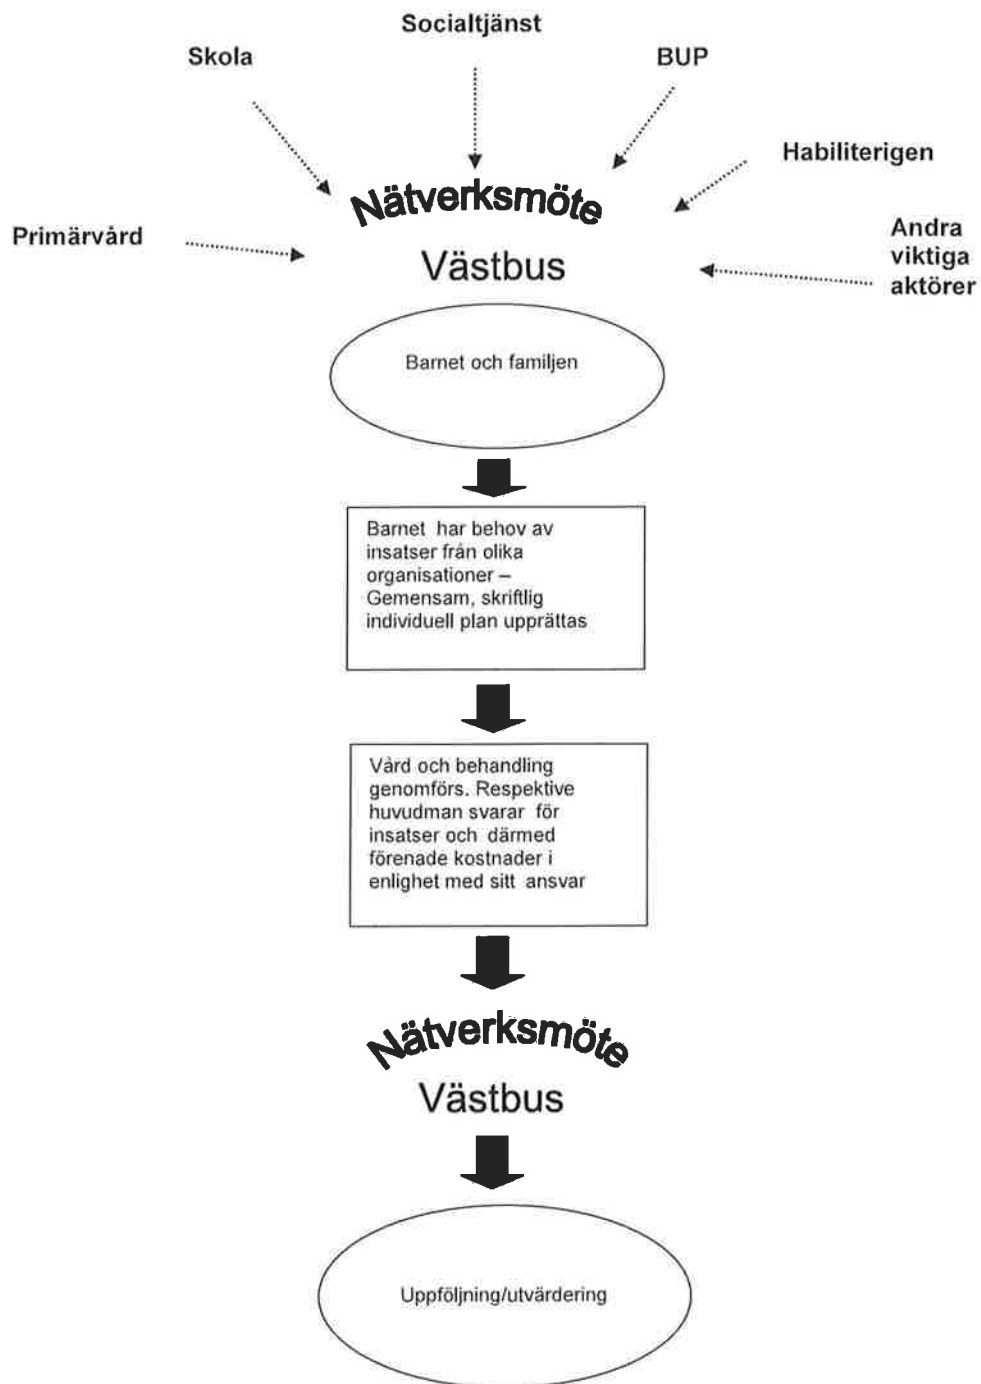 Socialtjänst
Skola
BUP
Habiliterigen
Primärvård
Andra
viktiga
aktörer
Nätverksmöte
Västbus
Barnet och familjen
Barnet har behov av
insatser från olika
organisationer –
Gemensam, skriftlig
individuell plan upprättas
Vård och behandling
genomförs. Respektive
huvudman svarar för
insatser och därmed
förenade kostnader i
enlighet med sitt ansvar
Nätverksmöte
Västbus
Uppföljning/utvärdering